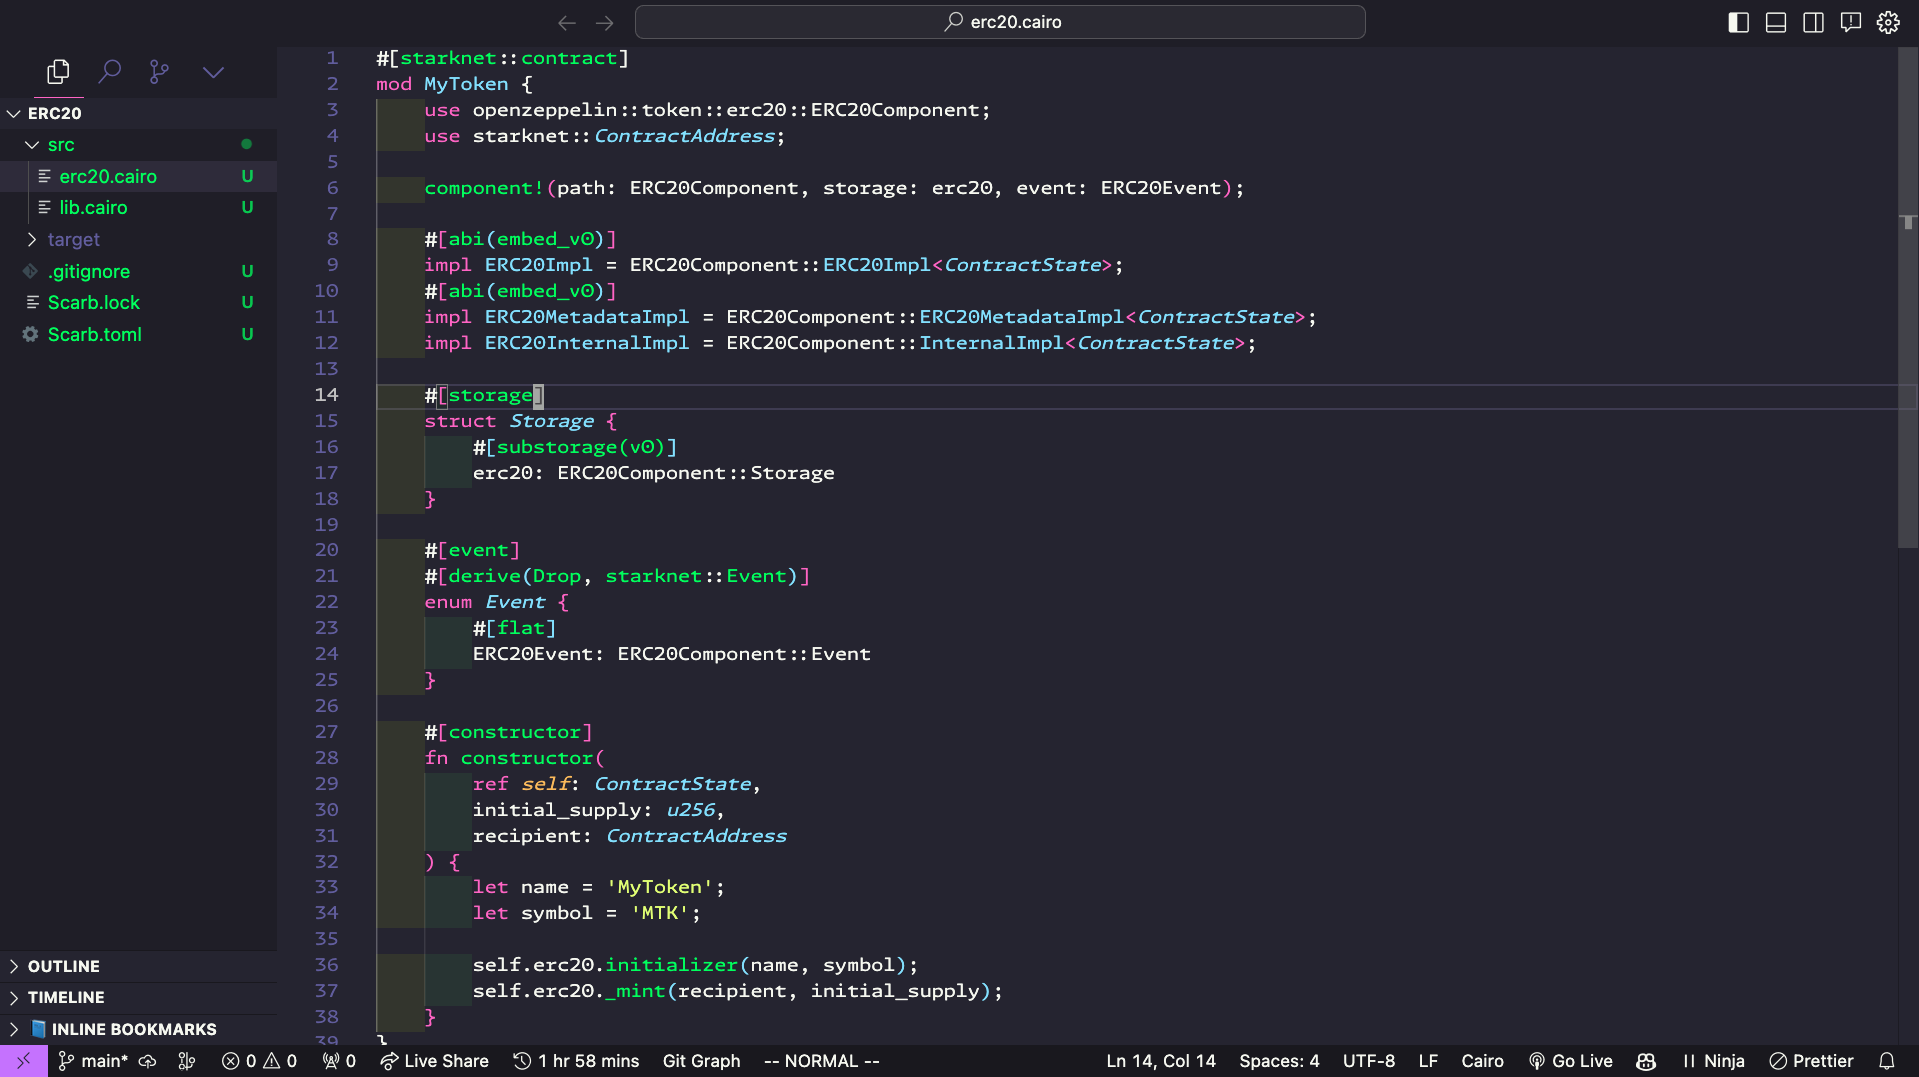 erc20.cairo
ERC20
src
erc20.cairo U
lib.cairo U
target
.gitignore U
Scarb.lock U
Scarb.toml U
OUTLINE
TIMELINE
INLINE BOOKMARKS
1 #[starknet::contract]
2 mod MyToken {
3 use openzeppelin::token::erc20::ERC20Component;
4 use starknet::ContractAddress;
5
6 component!(path: ERC20Component, storage: erc20, event: ERC20Event);
7
8 #[abi(embed_v0)]
9 impl ERC20Impl = ERC20Component::ERC20Impl<ContractState>;
10 #[abi(embed_v0)]
11 impl ERC20MetadataImpl = ERC20Component::ERC20MetadataImpl<ContractState>;
12 impl ERC20InternalImpl = ERC20Component::InternalImpl<ContractState>;
13
14 #[storage]
15 struct Storage {
16 #[substorage(v0)]
17 erc20: ERC20Component::Storage
18 }
19
20 #[event]
21 #[derive(Drop, starknet::Event)]
22 enum Event {
23 #[flat]
24 ERC20Event: ERC20Component::Event
25 }
26
27 #[constructor]
28 fn constructor(
29 ref self: ContractState,
30 initial_supply: u256,
31 recipient: ContractAddress
32 ) {
33 let name = 'MyToken';
34 let symbol = 'MTK';
35
36 self.erc20.initializer(name, symbol);
37 self.erc20._mint(recipient, initial_supply);
38 }
39 }
main* 0 0 0 Live Share 1 hr 58 mins Git Graph -- NORMAL -- Ln 14, Col 14 Spaces: 4 UTF-8 LF Cairo Go Live Ninja Prettier